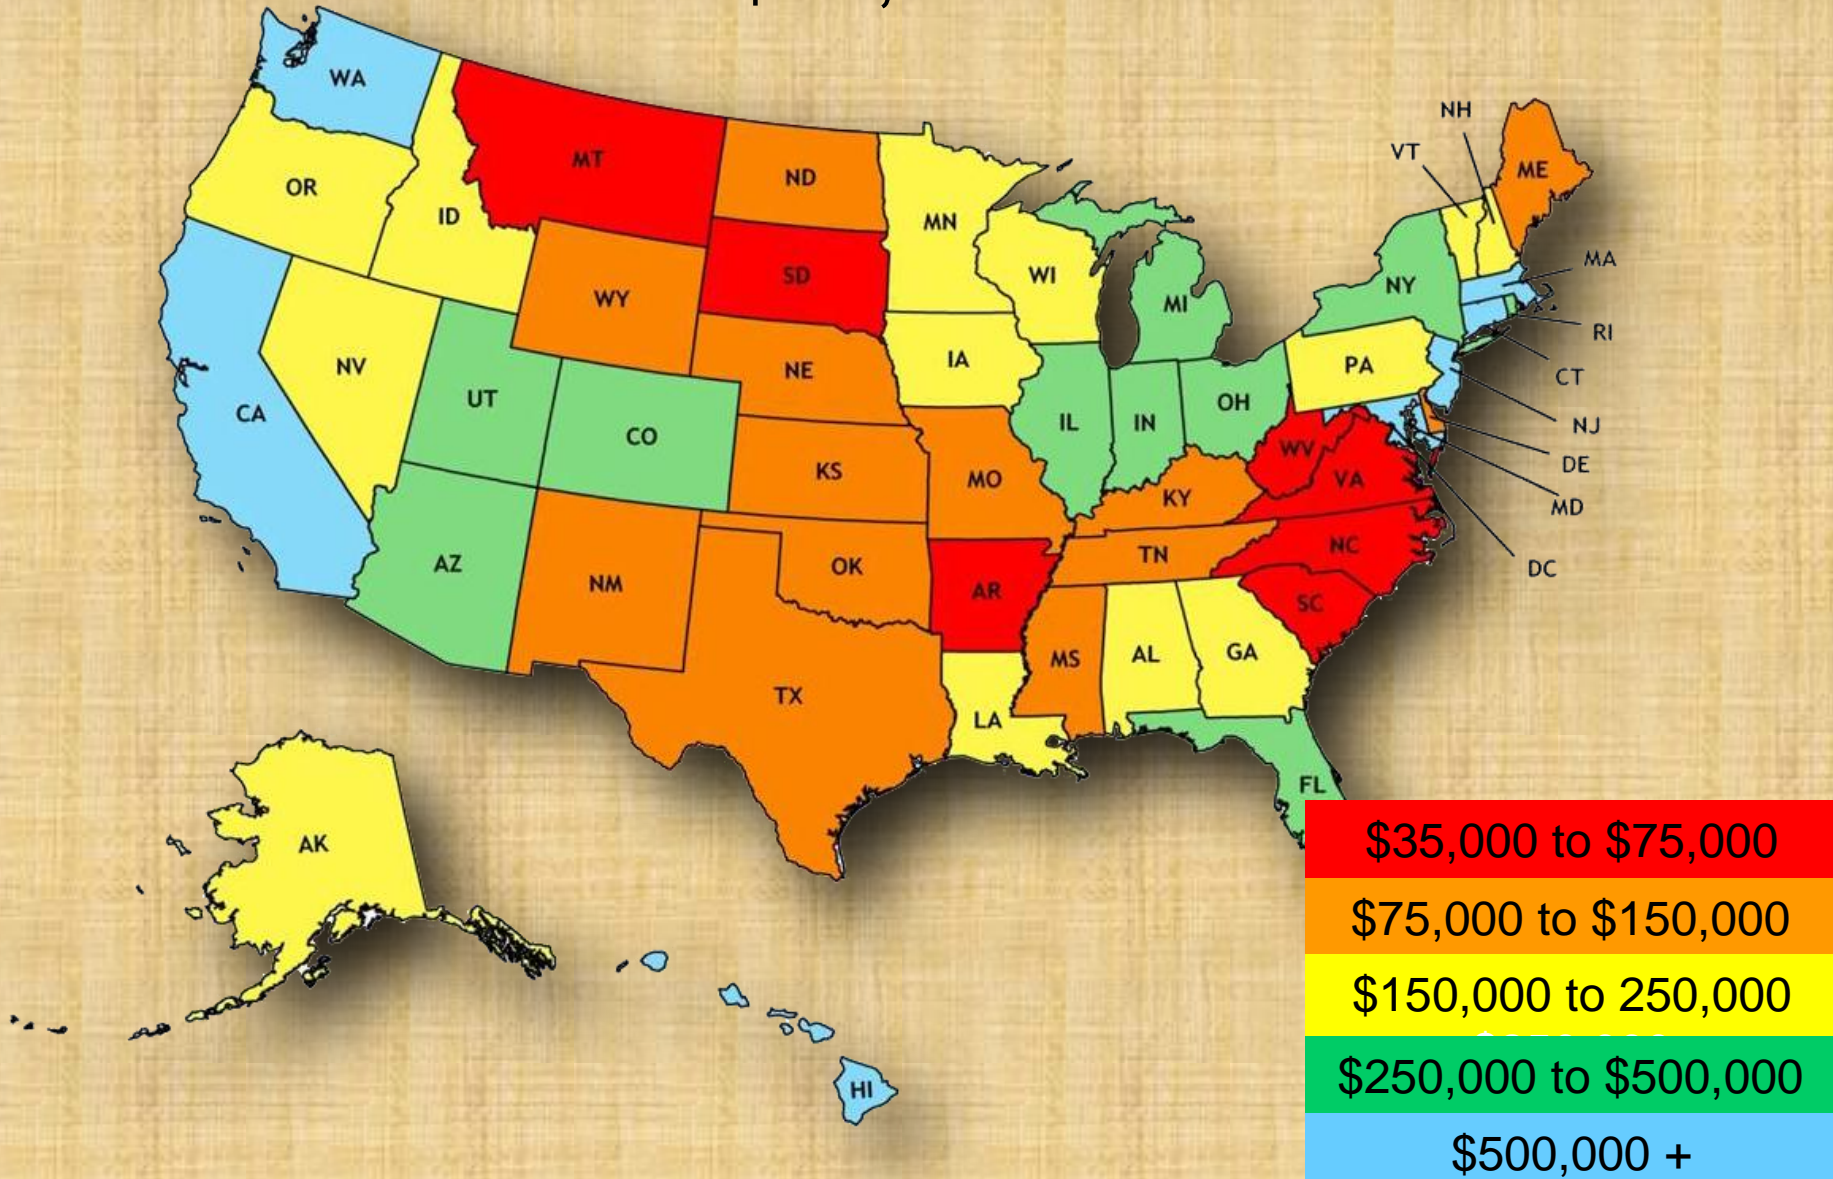 WA
MT
ND
OR
ID
MN
SD
WI
WY
MI
NY
NH
VT
ME
MA
RI
CT
NJ
DE
MD
DC
NV
UT
CO
NE
IA
PA
CA
IL
IN
OH
KS
MO
WV
VA
KY
AZ
NM
OK
AR
TN
NC
SC
TX
LA
MS
AL
GA
FL
AK
HI
$35,000 to $75,000
$75,000 to $150,000
$150,000 to 250,000
$250,000 to $500,000
$500,000 +